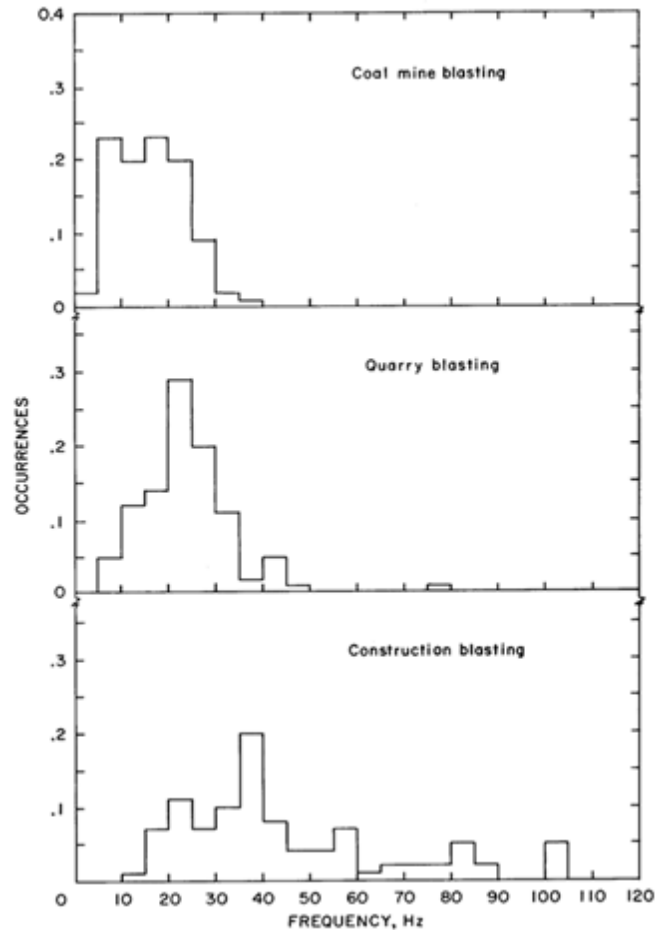 0.4
Coal mine blasting
.3
.2
.1
0
Quarry blasting
.3
.2
.1
0
OCCURRENCES
Construction blasting
.3
.2
.1
0 10 20 30 40 50 60 70 80 90 100 110 120
FREQUENCY, Hz